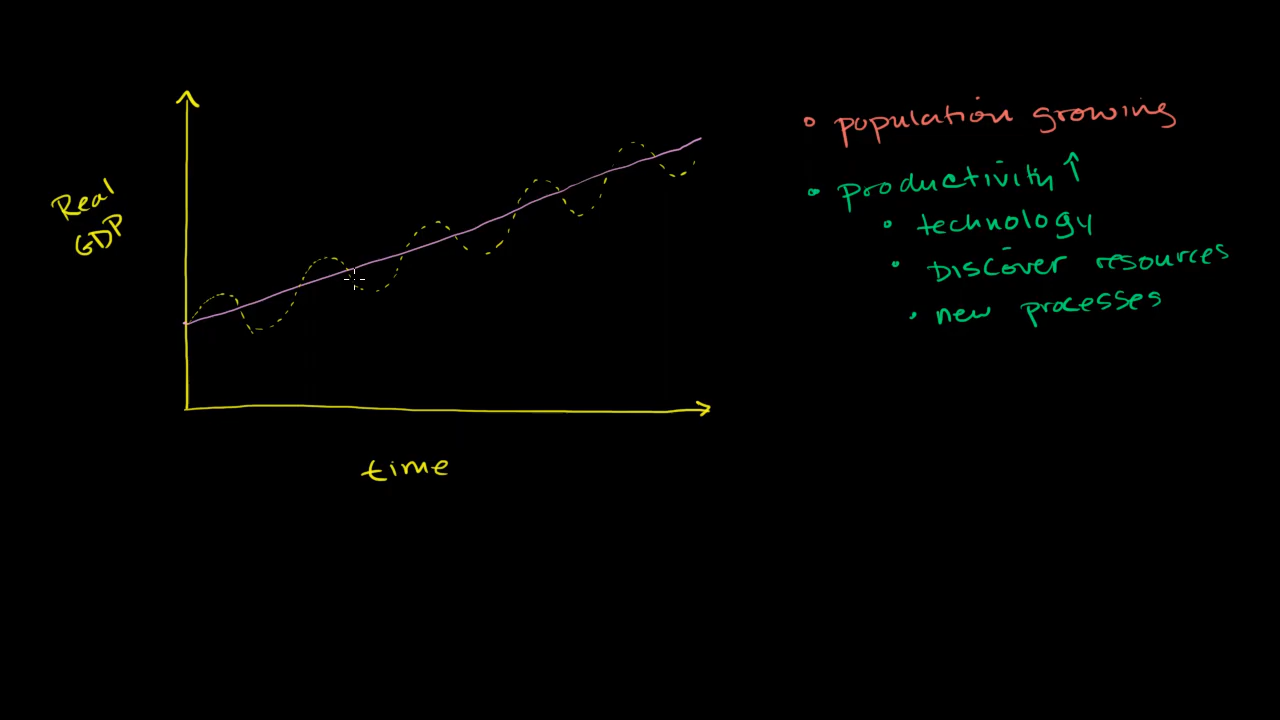 Real
GDP
time
• population growing
• productivity ↑
• technology
• Discover resources
• new processes